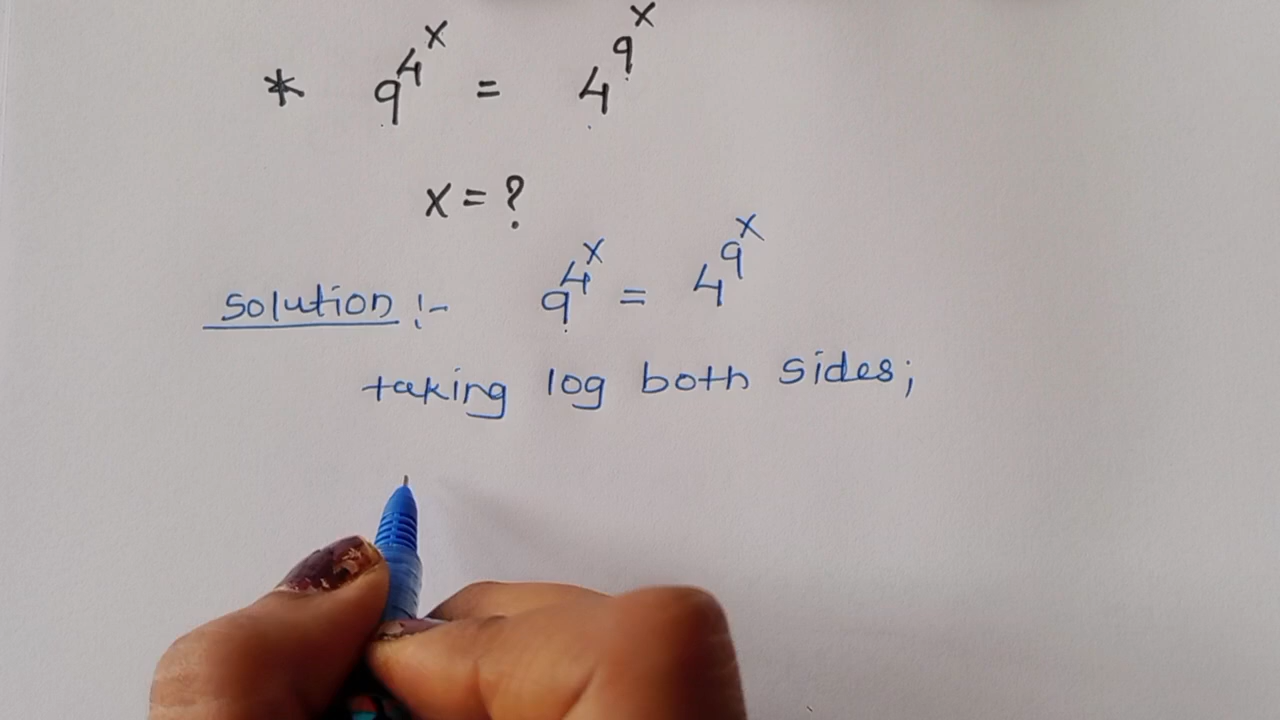 * 9^4^x = 4^9^x
x = ?
Solution :- 9^4^x = 4^9^x
taking log both sides;